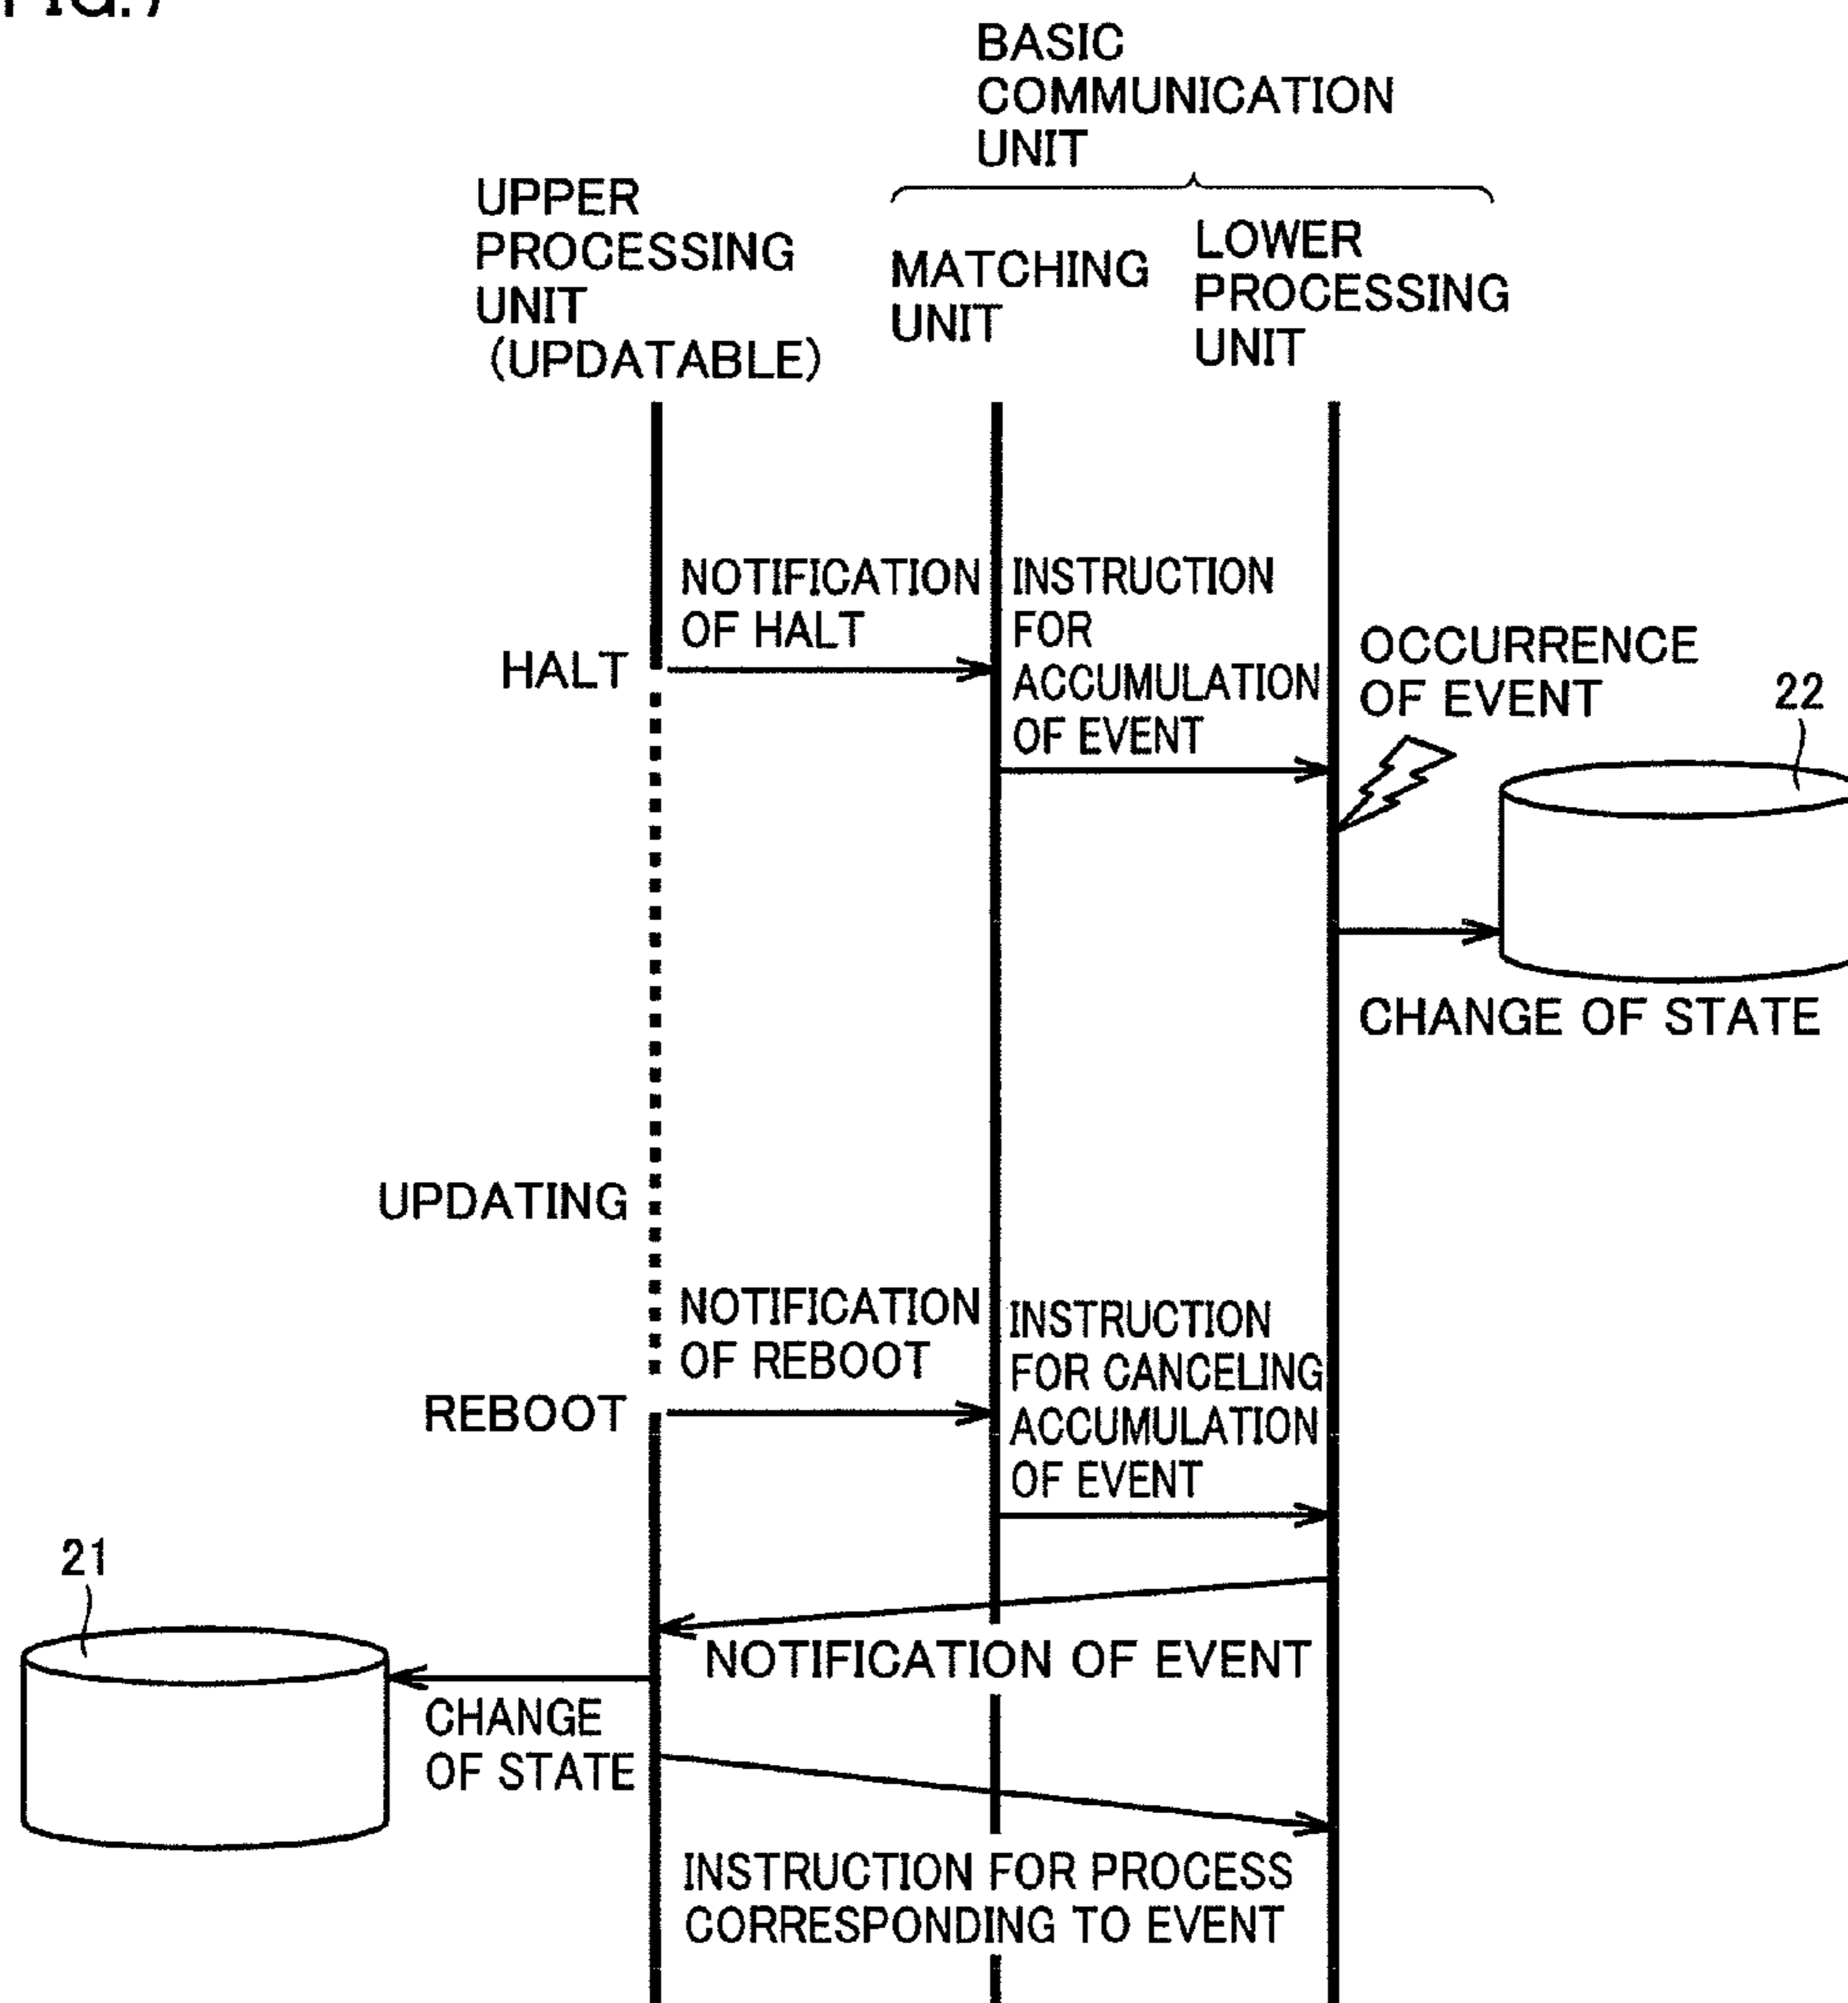 FIG.7
BASIC
COMMUNICATION
UNIT
UPPER
PROCESSING
UNIT
(UPDATABLE)
MATCHING
UNIT
LOWER
PROCESSING
UNIT
NOTIFICATION
OF HALT
HALT
INSTRUCTION
FOR
ACCUMULATION
OF EVENT
OCCURRENCE
OF EVENT
22
CHANGE OF STATE
UPDATING
NOTIFICATION
OF REBOOT
REBOOT
INSTRUCTION
FOR CANCELING
ACCUMULATION
OF EVENT
21
NOTIFICATION OF EVENT
CHANGE
OF STATE
INSTRUCTION FOR PROCESS
CORRESPONDING TO EVENT